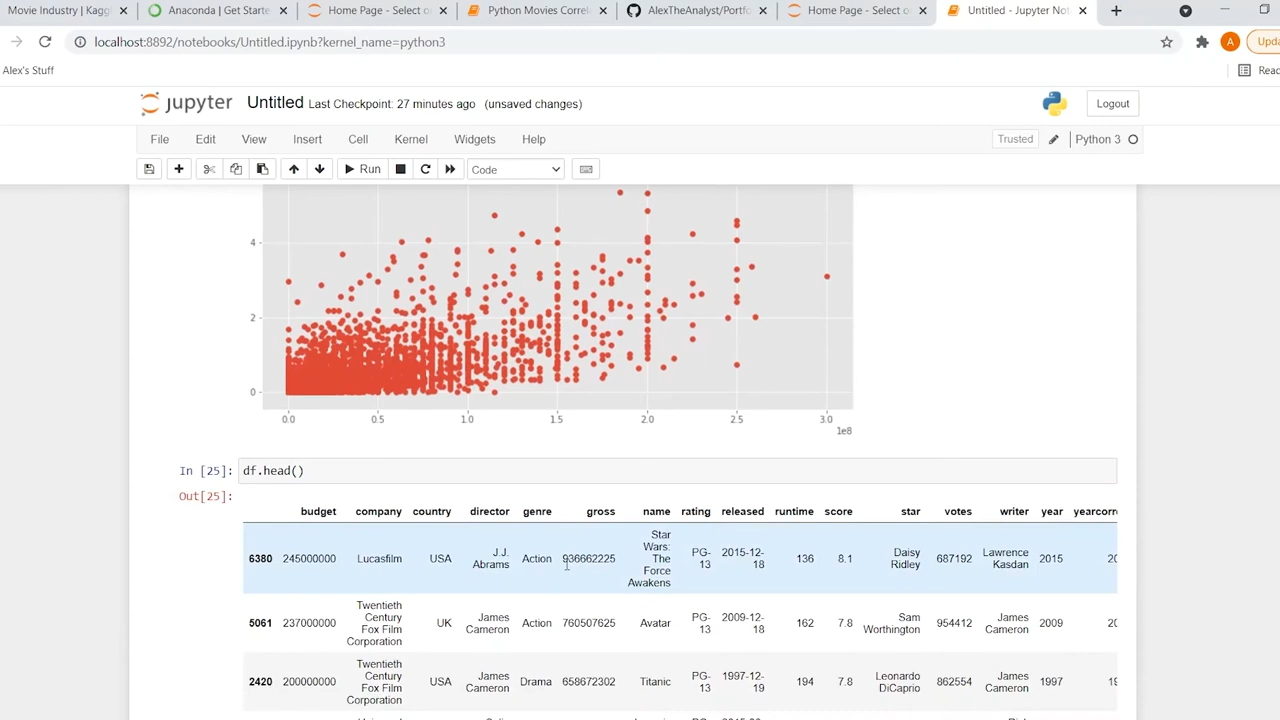 Movie Industry | Kagg
Anaconda | Get Starte
Home Page - Select o
Python Movies Correla
AlexTheAnalyst/Portfo
Home Page - Select o
Untitled - Jupyter Not
localhost:8892/notebooks/Untitled.ipynb?kernel_name=python3
A
Upda
Alex's Stuff
Read
jupyter Untitled Last Checkpoint: 27 minutes ago (unsaved changes)
Logout
File Edit View Insert Cell Kernel Widgets Help
Trusted
Python 3
Run
Code
4
2
0
0.0 0.5 1.0 1.5 2.0 2.5 3.0
1e8
In [25]: df.head()
Out[25]:
budget company country director genre gross name rating released runtime score star votes writer year yearcorre
6380 245000000 Lucasfilm USA J.J. Abrams Action 936662225 Star Wars: The Force Awakens PG-13 2015-12-18 136 8.1 Daisy Ridley 687192 Lawrence Kasdan 2015 20
5061 237000000 Twentieth Century Fox Film Corporation UK James Cameron Action 760507625 Avatar PG-13 2009-12-18 162 7.8 Sam Worthington 954412 James Cameron 2009 20
2420 200000000 Twentieth Century Fox Film Corporation USA James Cameron Drama 658672302 Titanic PG-13 1997-12-19 194 7.8 Leonardo DiCaprio 862554 James Cameron 1997 19